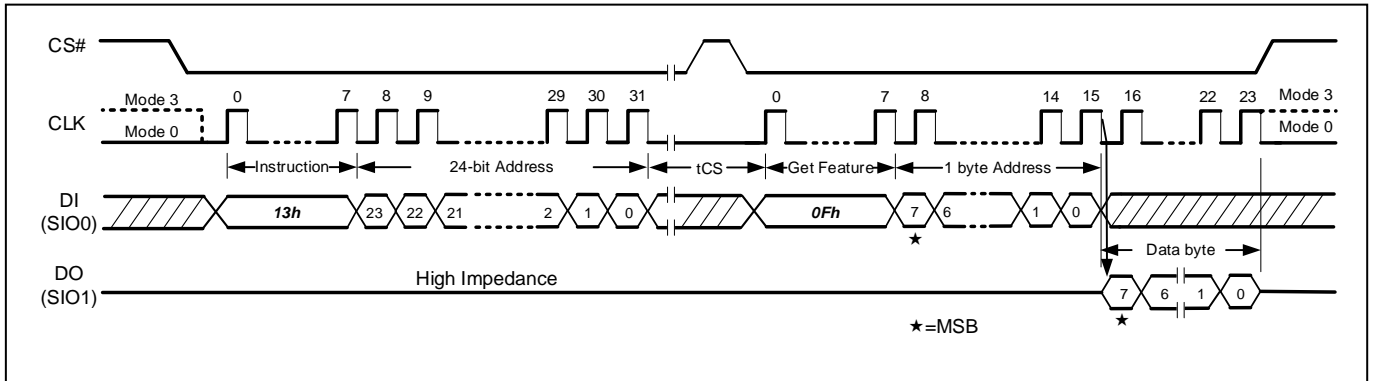 CS#
Mode 3
0 7 8 9 29 30 31 0 7 8 14 15 16 22 23
Mode 3
CLK
Mode 0
Mode 0
Instruction 24-bit Address tCS Get Feature 1 byte Address
DI
(SIO0)
13h 23 22 21 2 1 0 0Fh 7 6 1 0
★
Data byte
DO
(SIO1)
High Impedance
7 6 1 0
★=MSB
★